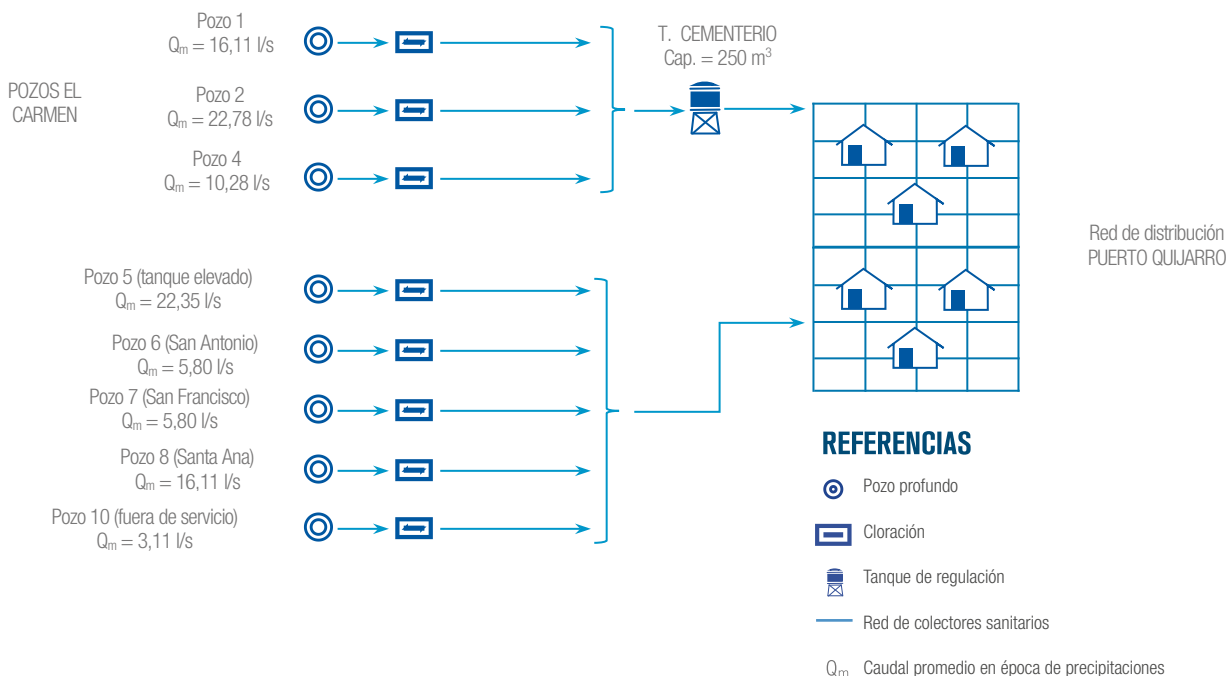 Pozo 1
Qm = 16,11 l/s
POZOS EL
CARMEN
Pozo 2
Qm = 22,78 l/s
Pozo 4
Qm = 10,28 l/s
T. CEMENTERIO
Cap. = 250 m³
Red de distribución
PUERTO QUIJARRO
Pozo 5 (tanque elevado)
Qm = 22,35 l/s
Pozo 6 (San Antonio)
Qm = 5,80 l/s
Pozo 7 (San Francisco)
Qm = 5,80 l/s
Pozo 8 (Santa Ana)
Qm = 16,11 l/s
Pozo 10 (fuera de servicio)
Qm = 3,11 l/s
REFERENCIAS
Pozo profundo
Cloración
Tanque de regulación
Red de colectores sanitarios
Qm Caudal promedio en época de precipitaciones